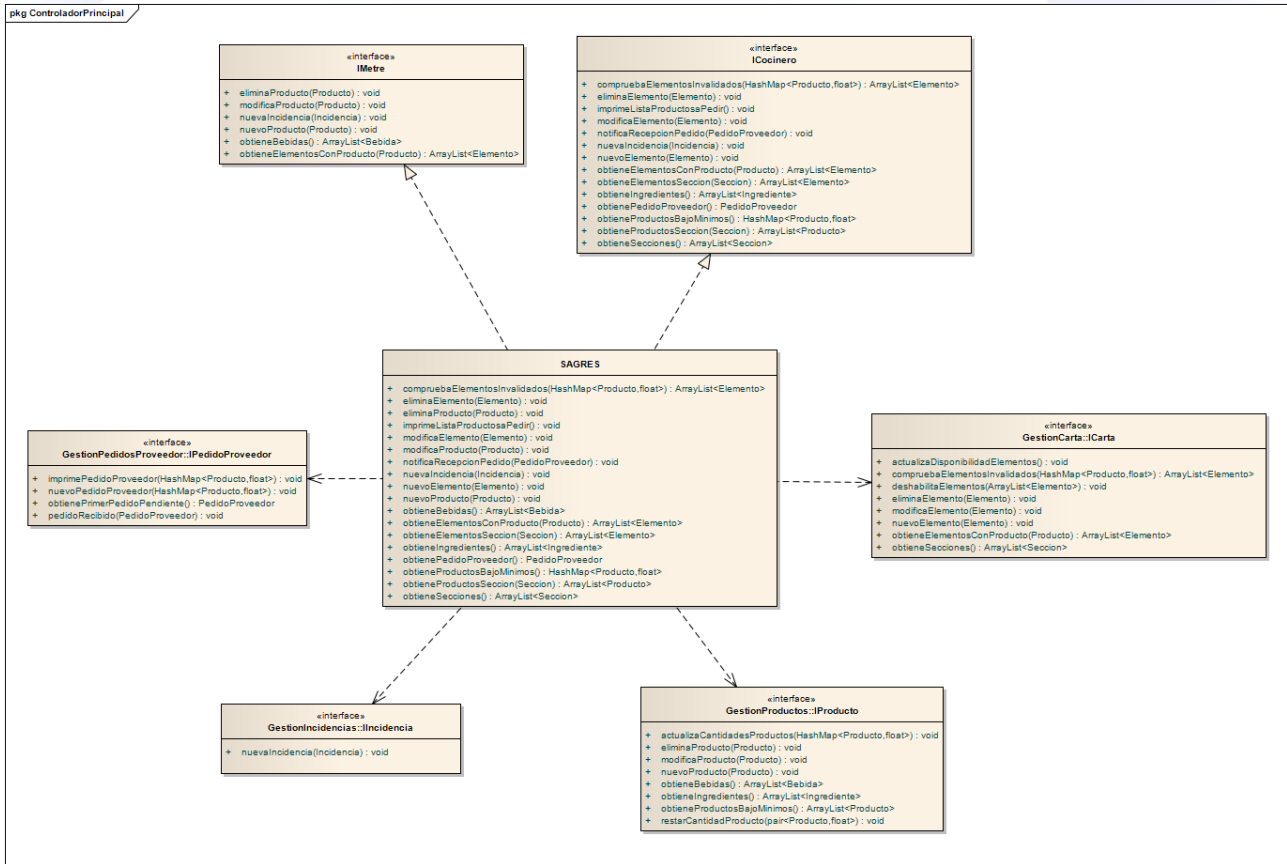 pkg ControladorPrincipal
«interface»
IMetre
+ eliminaProducto(Producto) : void
+ modificaProducto(Producto) : void
+ nuevaIncidencia(Incidencia) : void
+ nuevoProducto(Producto) : void
+ obtieneBebidas() : ArrayList<Bebida>
+ obtieneElementosConProducto(Producto) : ArrayList<Elemento>
«interface»
ICocinero
+ compruebaElementosInvalidados(HashMap<Producto,float>) : ArrayList<Elemento>
+ eliminaElemento(Elemento) : void
+ imprimeListaProductosaPedir() : void
+ modificaElemento(Elemento) : void
+ notificaRecepcionPedido(PedidoProveedor) : void
+ nuevaIncidencia(Incidencia) : void
+ nuevoElemento(Elemento) : void
+ obtieneElementosConProducto(Producto) : ArrayList<Elemento>
+ obtieneElementosSeccion(Seccion) : ArrayList<Elemento>
+ obtieneIngredientes() : ArrayList<Ingrediente>
+ obtienePedidoProveedor() : PedidoProveedor
+ obtieneProductosBajoMinimos() : HashMap<Producto,float>
+ obtieneProductosSeccion(Seccion) : ArrayList<Producto>
+ obtieneSecciones() : ArrayList<Seccion>
SAGRES
+ compruebaElementosInvalidados(HashMap<Producto,float>) : ArrayList<Elemento>
+ eliminaElemento(Elemento) : void
+ eliminaProducto(Producto) : void
+ imprimeListaProductosaPedir() : void
+ modificaElemento(Elemento) : void
+ modificaProducto(Producto) : void
+ notificaRecepcionPedido(PedidoProveedor) : void
+ nuevaIncidencia(Incidencia) : void
+ nuevoElemento(Elemento) : void
+ nuevoProducto(Producto) : void
+ obtieneBebidas() : ArrayList<Bebida>
+ obtieneElementosConProducto(Producto) : ArrayList<Elemento>
+ obtieneElementosSeccion(Seccion) : ArrayList<Elemento>
+ obtieneIngredientes() : ArrayList<Ingrediente>
+ obtienePedidoProveedor() : PedidoProveedor
+ obtieneProductosBajoMinimos() : HashMap<Producto,float>
+ obtieneProductosSeccion(Seccion) : ArrayList<Producto>
+ obtieneSecciones() : ArrayList<Seccion>
«interface»
GestionPedidosProveedor::IPedidoProveedor
+ imprimePedidoProveedor(HashMap<Producto,float>) : void
+ nuevoPedidoProveedor(HashMap<Producto,float>) : void
+ obtienePrimerPedidoPendiente() : PedidoProveedor
+ pedidoRecibido(PedidoProveedor) : void
«interface»
GestionCarta::ICarta
+ actualizaDisponibilidadElementos() : void
+ compruebaElementosInvalidados(HashMap<Producto,float>) : ArrayList<Elemento>
+ deshabilitaElementos(ArrayList<Elemento>) : void
+ eliminaElemento(Elemento) : void
+ modificaElemento(Elemento) : void
+ nuevoElemento(Elemento) : void
+ obtieneElementosConProducto(Producto) : ArrayList<Elemento>
+ obtieneSecciones() : ArrayList<Seccion>
«interface»
GestionIncidencias::IIncidencia
+ nuevaIncidencia(Incidencia) : void
«interface»
GestionProductos::IProducto
+ actualizaCantidadesProductos(HashMap<Producto,float>) : void
+ eliminaProducto(Producto) : void
+ modificaProducto(Producto) : void
+ nuevoProducto(Producto) : void
+ obtieneBebidas() : ArrayList<Bebida>
+ obtieneIngredientes() : ArrayList<Ingrediente>
+ obtieneProductosBajoMinimos() : ArrayList<Producto>
+ restarCantidadProducto(pair<Producto,float>) : void